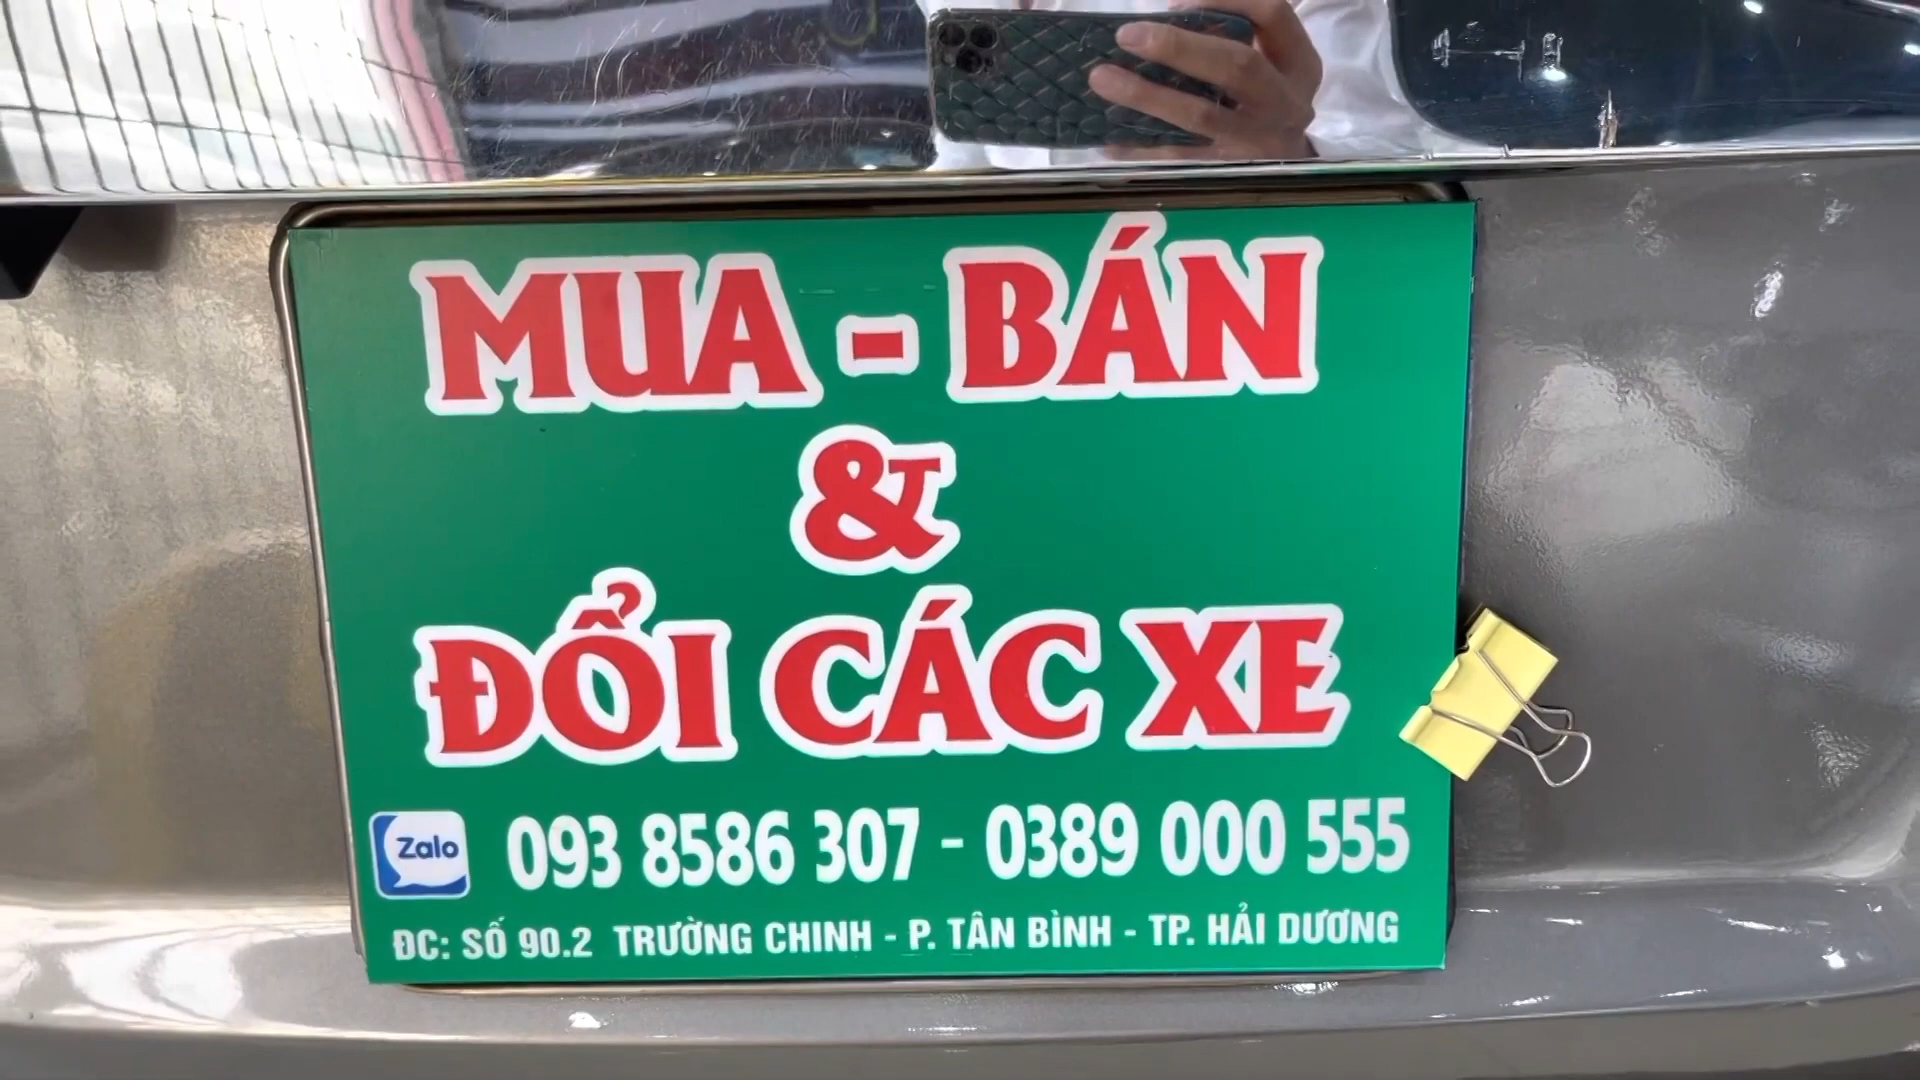 MUA - BÁN
&
ĐỔI CÁC XE
Zalo 093 8586 307 - 0389 000 555
ĐC: SỐ 90.2 TRƯỜNG CHINH - P. TÂN BÌNH - TP. HẢI DƯƠNG